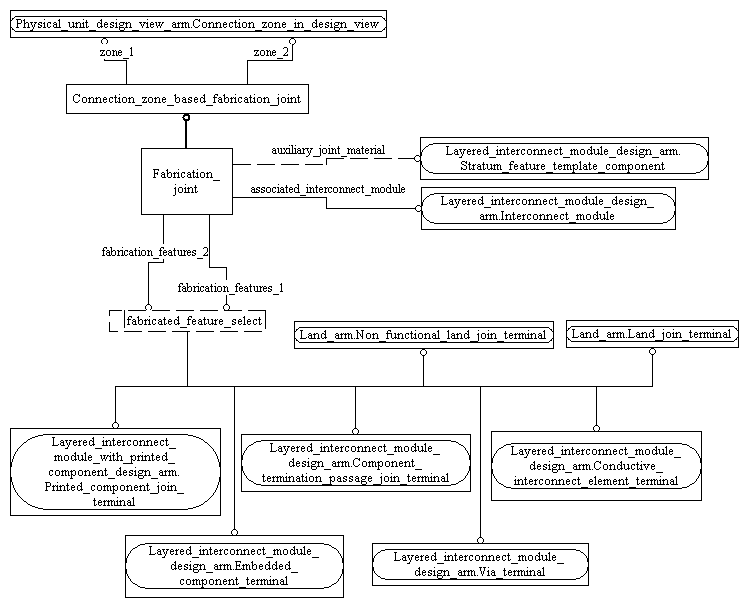 Physical_unit_design_view_arm.Connection_zone_in_design_view
zone_1
zone_2
Connection_zone_based_fabrication_joint
auxiliary_joint_material
Layered_interconnect_module_design_arm.
Stratum_feature_template_component
Fabrication_
joint
associated_interconnect_module
Layered_interconnect_module_design_
arm.Interconnect_module
fabrication_features_2
fabrication_features_1
fabricated_feature_select
Land_arm.Non_functional_land_join_terminal
Land_arm.Land_join_terminal
Layered_interconnect_
module_with_printed_
component_design_arm.
Printed_component_join_
terminal
Layered_interconnect_module_
design_arm.Component_
termination_passage_join_terminal
Layered_interconnect_module_
design_arm.Conductive_
interconnect_element_terminal
Layered_interconnect_module_
design_arm.Embedded_
component_terminal
Layered_interconnect_module_
design_arm.Via_terminal